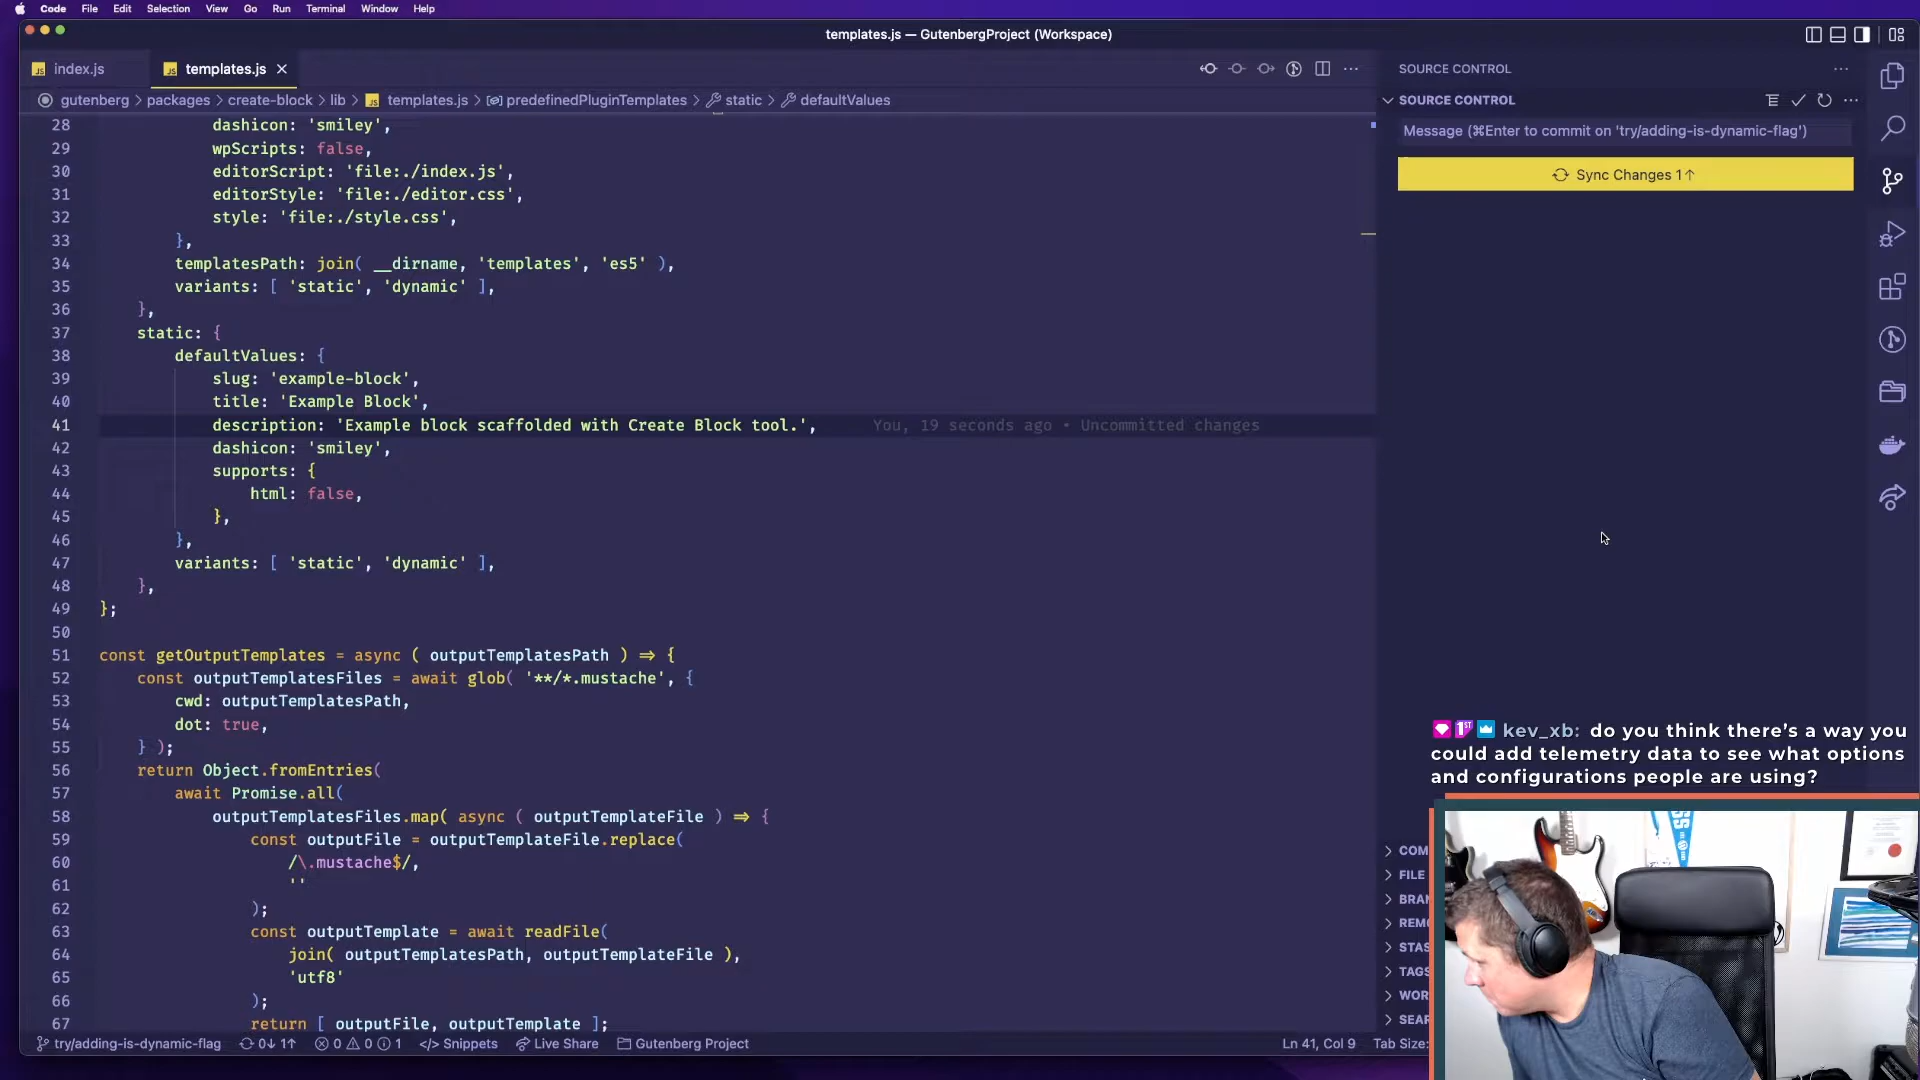 Code File Edit Selection View Go Run Terminal Window Help
templates.js — GutenbergProject (Workspace)
index.js
templates.js
SOURCE CONTROL
gutenberg > packages > create-block > lib > templates.js > predefinedPluginTemplates > static > defaultValues
SOURCE CONTROL
Message (⌘Enter to commit on 'try/adding-is-dynamic-flag')
Sync Changes 1↑
28 dashicon: 'smiley',
29 wpScripts: false,
30 editorScript: 'file:./index.js',
31 editorStyle: 'file:./editor.css',
32 style: 'file:./style.css',
33 },
34 templatesPath: join( __dirname, 'templates', 'es5' ),
35 variants: [ 'static', 'dynamic' ],
36 },
37 static: {
38 defaultValues: {
39 slug: 'example-block',
40 title: 'Example Block',
41 description: 'Example block scaffolded with Create Block tool.', You, 19 seconds ago • Uncommitted changes
42 dashicon: 'smiley',
43 supports: {
44 html: false,
45 },
46 },
47 variants: [ 'static', 'dynamic' ],
48 },
49 };
50
51 const getOutputTemplates = async ( outputTemplatesPath ) => {
52 const outputTemplatesFiles = await glob( '**/*.mustache', {
53 cwd: outputTemplatesPath,
54 dot: true,
55 } );
56 return Object.fromEntries(
57 await Promise.all(
58 outputTemplatesFiles.map( async ( outputTemplateFile ) => {
59 const outputFile = outputTemplateFile.replace(
60 /\.mustache$/,
61 ''
62 );
63 const outputTemplate = await readFile(
64 join( outputTemplatesPath, outputTemplateFile ),
65 'utf8'
66 );
67 return [ outputFile, outputTemplate ];
kev_xb: do you think there's a way you
could add telemetry data to see what options
and configurations people are using?
COM
FILE
BRAN
REMO
STAS
TAGS
WOR
SEAR
try/adding-is-dynamic-flag 0↓ 1↑ 0 0 1 Snippets Live Share Gutenberg Project Ln 41, Col 9 Tab Size: